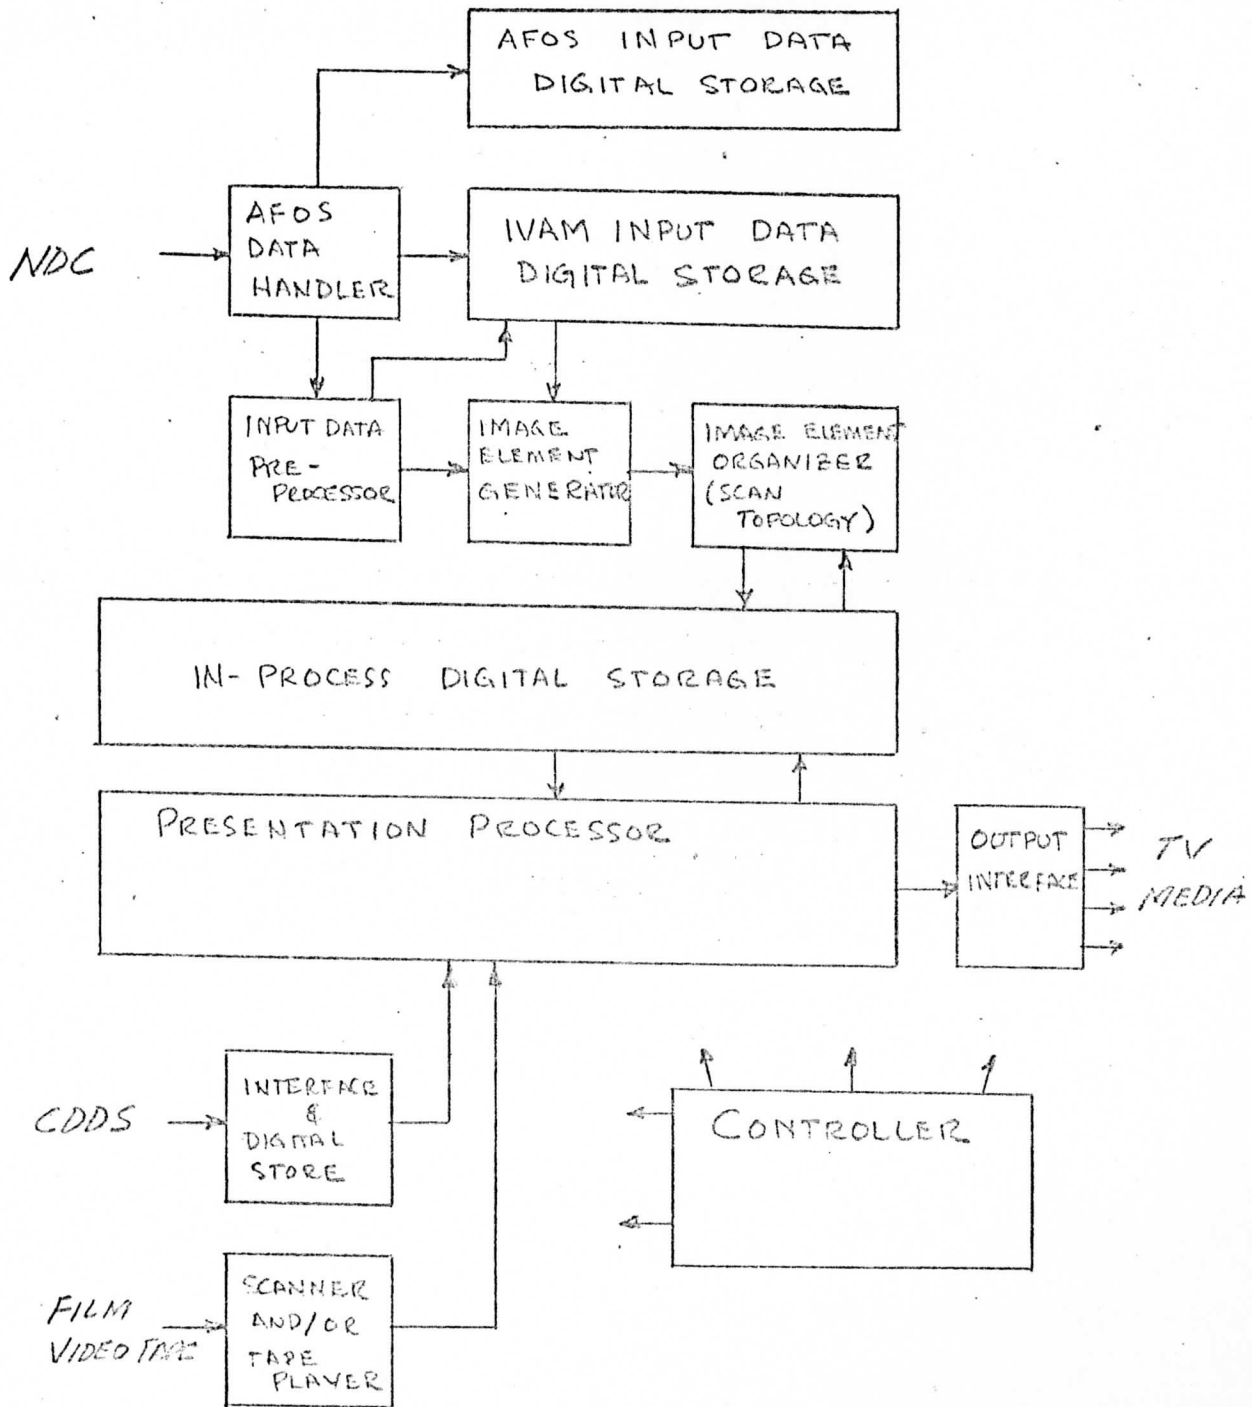 AFOS INPUT DATA
DIGITAL STORAGE
NDC
AFOS
DATA
HANDLER
IVAM INPUT DATA
DIGITAL STORAGE
INPUT DATA
PRE-
PROCESSOR
IMAGE
ELEMENT
GENERATOR
IMAGE ELEMENT
ORGANIZER
(SCAN
TOPOLOGY)
IN-PROCESS DIGITAL STORAGE
PRESENTATION PROCESSOR
OUTPUT
INTERFACE
TV
MEDIA
CDDS
INTERFACE
&
DIGITAL
STORE
CONTROLLER
FILM
VIDEO TAPE
SCANNER
AND/OR
TAPE
PLAYER